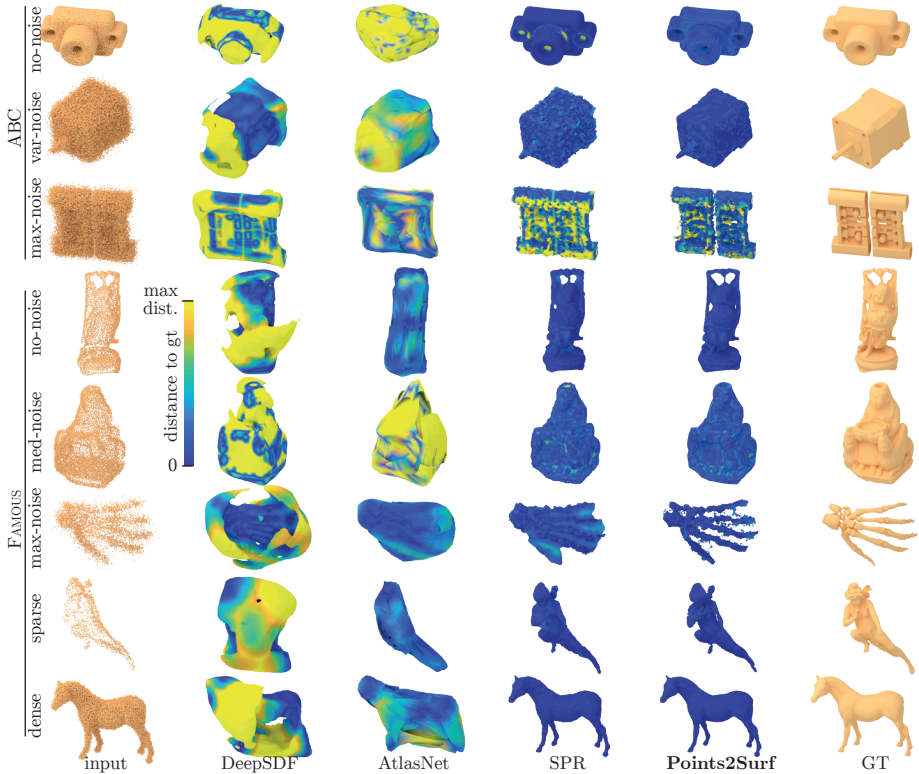 ABC
no-noise
var-noise
max-noise
FAMOUS
no-noise
med-noise
max-noise
sparse
dense
max
dist.
distance to gt
0
input DeepSDF AtlasNet SPR Points2Surf GT